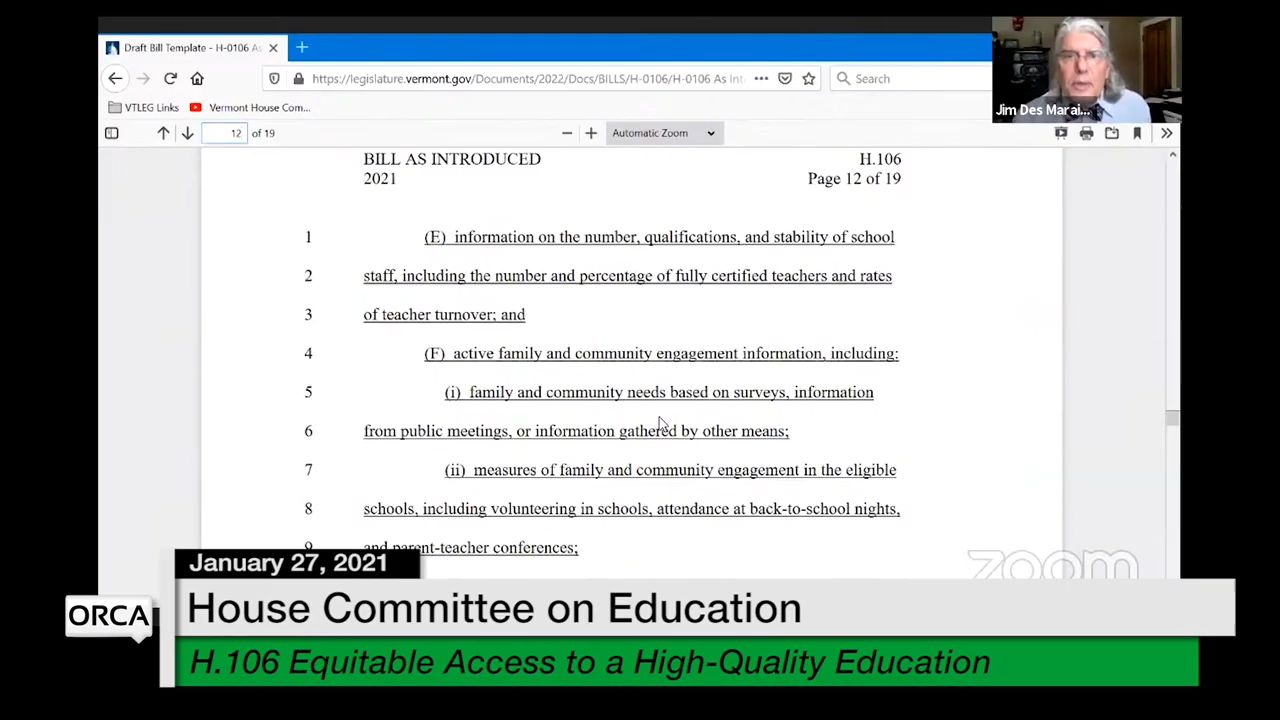 Draft Bill Template - H-0106 As
https://legislature.vermont.gov/Documents/2022/Docs/BILLS/H-0106/H-0106 As Int
Search
VTLEG Links
Vermont House Com...
Jim Des Marai...
12 of 19
Automatic Zoom
BILL AS INTRODUCED H.106
2021 Page 12 of 19
1 (E) information on the number, qualifications, and stability of school
2 staff, including the number and percentage of fully certified teachers and rates
3 of teacher turnover; and
4 (F) active family and community engagement information, including:
5 (i) family and community needs based on surveys, information
6 from public meetings, or information gathered by other means;
7 (ii) measures of family and community engagement in the eligible
8 schools, including volunteering in schools, attendance at back-to-school nights,
9 and parent-teacher conferences;
zoom
January 27, 2021
ORCA
House Committee on Education
H.106 Equitable Access to a High-Quality Education